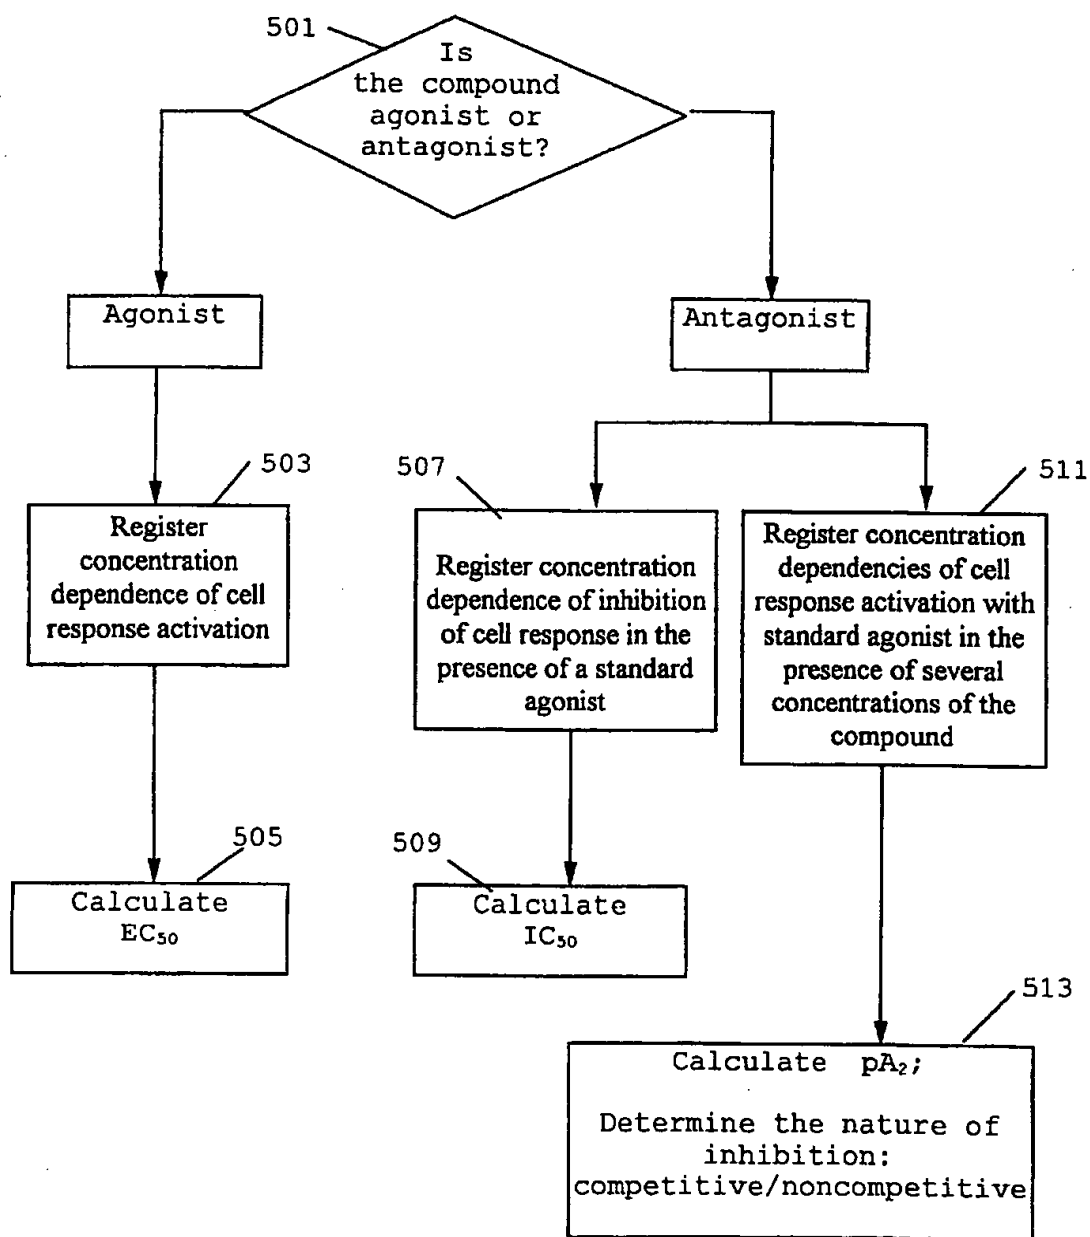 501
Is
the compound
agonist or
antagonist?
Agonist
Antagonist
503
507
511
Register
concentration
dependence of cell
response activation
Register concentration
dependence of inhibition
of cell response in the
presence of a standard
agonist
Register concentration
dependencies of cell
response activation with
standard agonist in the
presence of several
concentrations of the
compound
505
509
Calculate
EC₅₀
Calculate
IC₅₀
513
Calculate pA₂;
Determine the nature of
inhibition:
competitive/noncompetitive